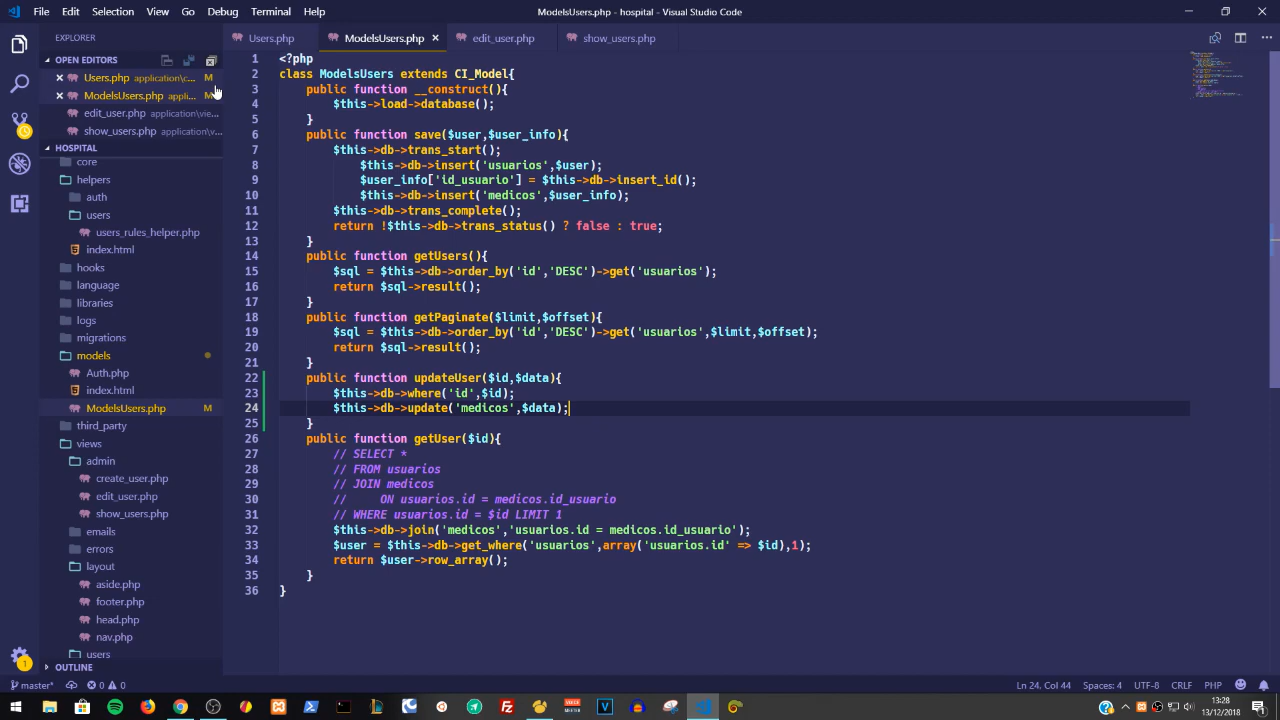 File Edit Selection View Go Debug Terminal Help
ModelsUsers.php - hospital - Visual Studio Code
EXPLORER
OPEN EDITORS
Users.php application\c... M
ModelsUsers.php appli... M
edit_user.php application\vie...
show_users.php application\v...
HOSPITAL
core
helpers
auth
users
users_rules_helper.php
index.html
hooks
language
libraries
logs
migrations
models
Auth.php
index.html
ModelsUsers.php M
third_party
views
admin
create_user.php
edit_user.php
show_users.php
emails
errors
layout
aside.php
footer.php
head.php
nav.php
users
OUTLINE
1
Users.php ModelsUsers.php edit_user.php show_users.php
1 <?php
2 class ModelsUsers extends CI_Model{
3 public function __construct(){
4 $this->load->database();
5 }
6 public function save($user,$user_info){
7 $this->db->trans_start();
8 $this->db->insert('usuarios',$user);
9 $user_info['id_usuario'] = $this->db->insert_id();
10 $this->db->insert('medicos',$user_info);
11 $this->db->trans_complete();
12 return !$this->db->trans_status() ? false : true;
13 }
14 public function getUsers(){
15 $sql = $this->db->order_by('id','DESC')->get('usuarios');
16 return $sql->result();
17 }
18 public function getPaginate($limit,$offset){
19 $sql = $this->db->order_by('id','DESC')->get('usuarios',$limit,$offset);
20 return $sql->result();
21 }
22 public function updateUser($id,$data){
23 $this->db->where('id',$id);
24 $this->db->update('medicos',$data);
25 }
26 public function getUser($id){
27 // SELECT *
28 // FROM usuarios
29 // JOIN medicos
30 // ON usuarios.id = medicos.id_usuario
31 // WHERE usuarios.id = $id LIMIT 1
32 $this->db->join('medicos','usuarios.id = medicos.id_usuario');
33 $user = $this->db->get_where('usuarios',array('usuarios.id' => $id),1);
34 return $user->row_array();
35 }
36 }
master* 0 0
Ln 24, Col 44 Spaces: 4 UTF-8 CRLF PHP
13:28
13/12/2018